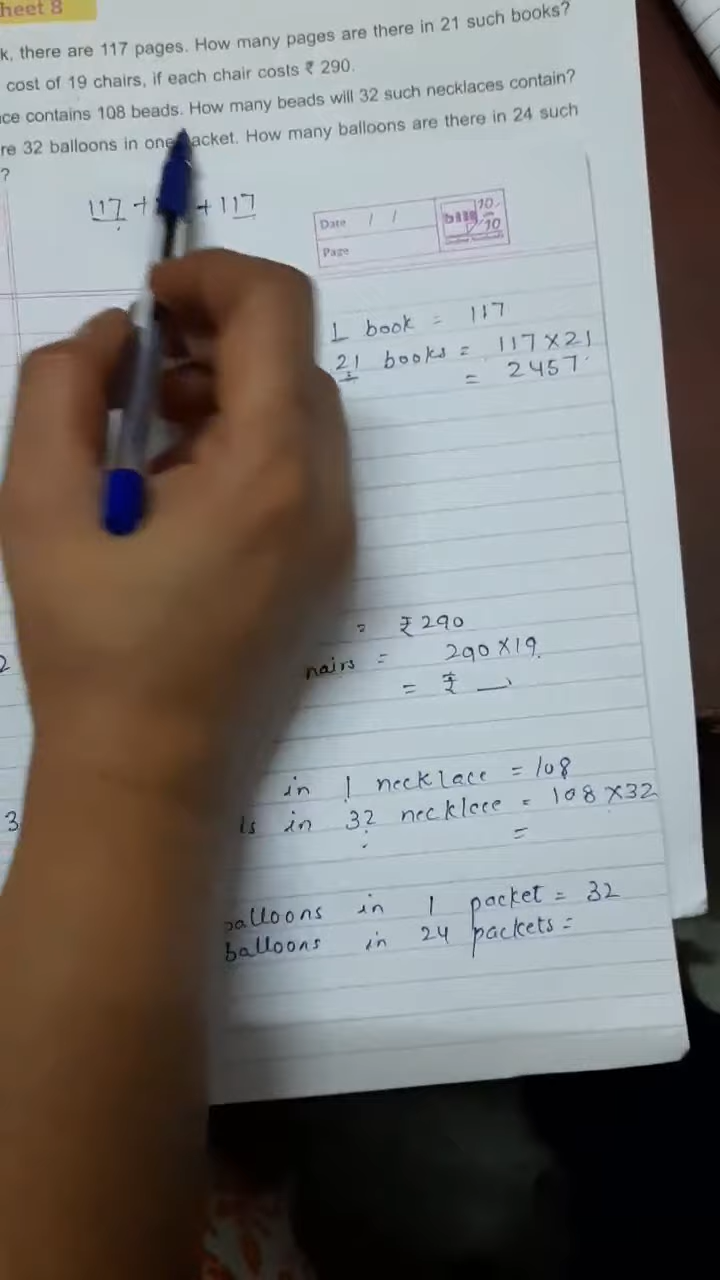 heet 8
k, there are 117 pages. How many pages are there in 21 such books?
cost of 19 chairs, if each chair costs ₹ 290.
ce contains 108 beads. How many beads will 32 such necklaces contain?
re 32 balloons in one packet. How many balloons are there in 24 such
?
117 + + 117
Date / /
Page
1 book = 117
21 books = 117 × 21
= 2457
= ₹290
2
hairs = 290 × 19
= ₹ —
in 1 necklace = 108
3
ls in 32 necklece = 108 × 32
=
balloons in 1 packet = 32
balloons in 24 packets =